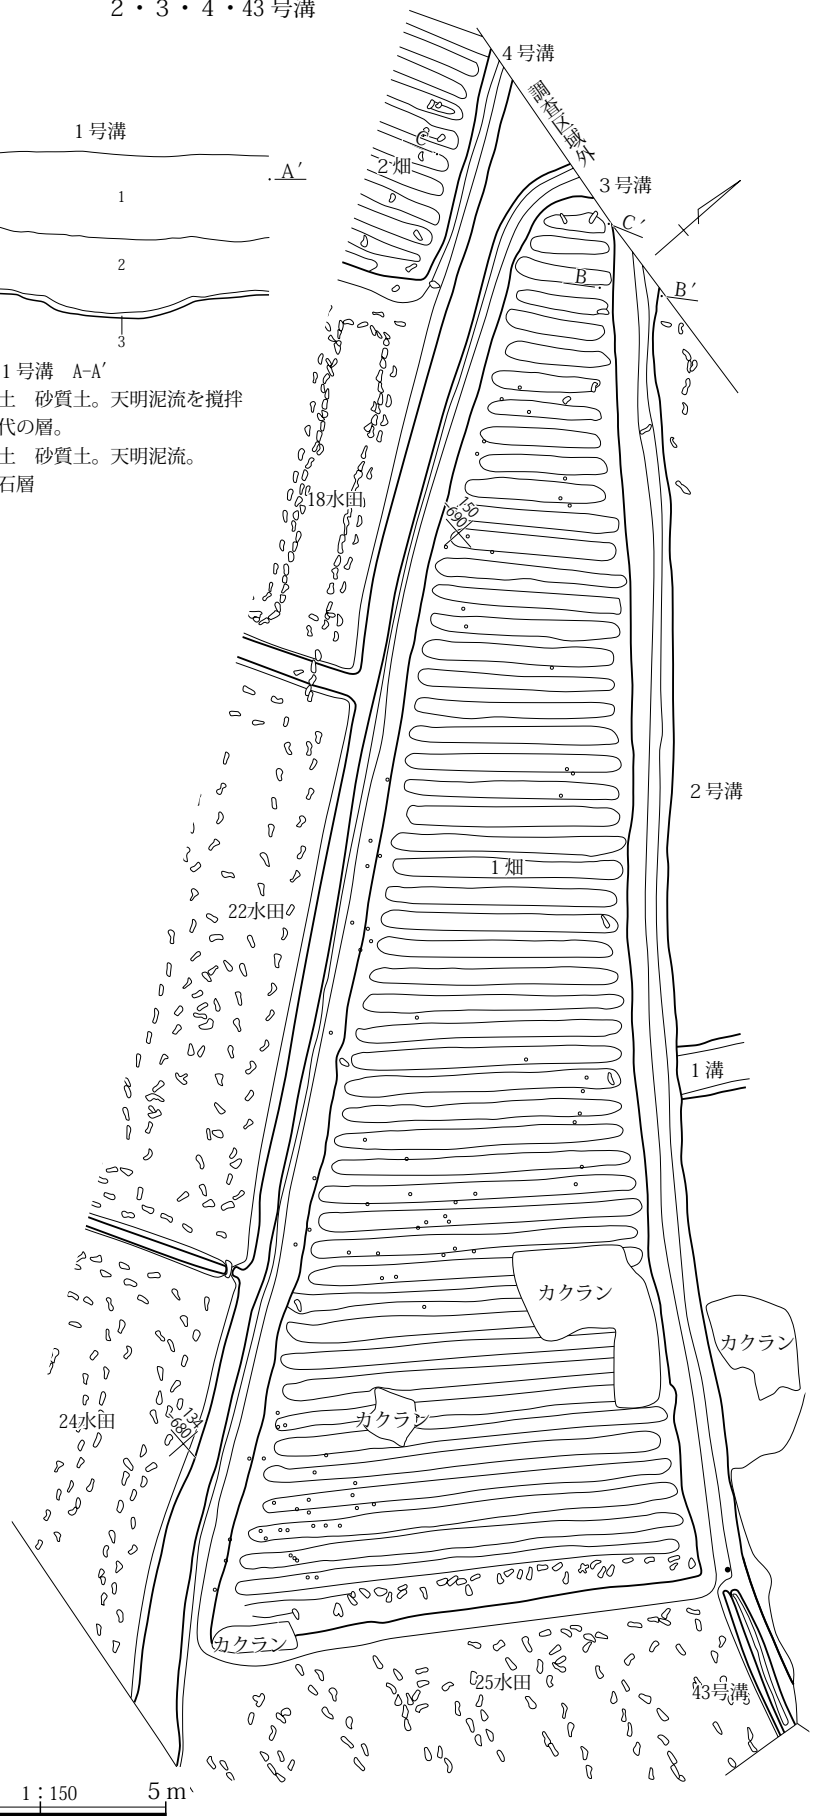 ２・３・４・43 号溝
１号溝
A′
1
2
3
１号溝　A-A′
土　砂質土。天明泥流を撹拌
代の層。
土　砂質土。天明泥流。
石層
４号溝
調査区域外
３号溝
C
２畑
C′
B
B′
18水田
150
690
２号溝
１畑
22水田
１溝
カクラン
カクラン
カクラン
24水田
134
680
カクラン
25水田
43号溝
1：150
５m